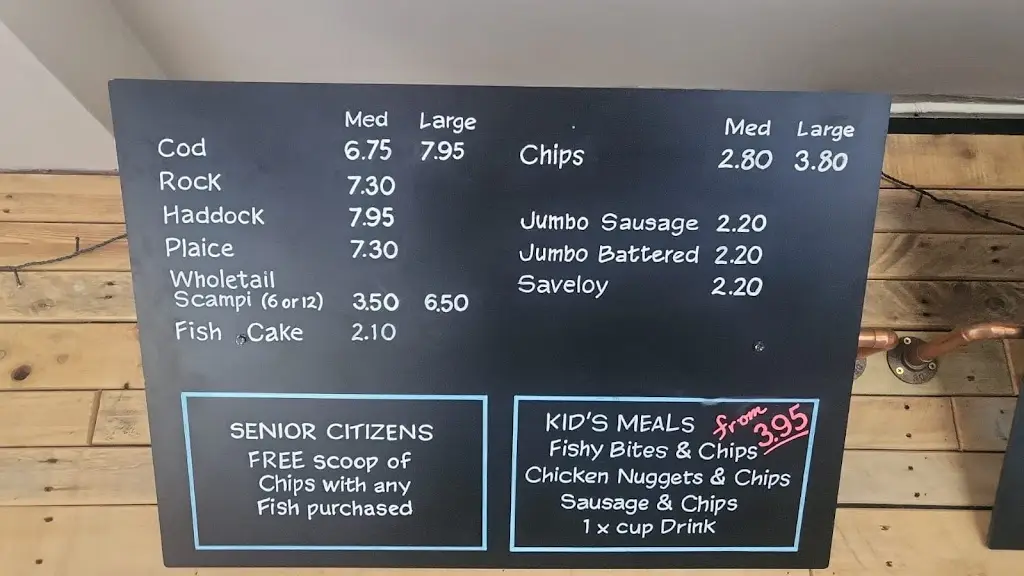 Med Large
Cod 6.75 7.95
Rock 7.30
Haddock 7.95
Plaice 7.30
Wholetail
Scampi (6 or 12) 3.50 6.50
Fish Cake 2.10
Med Large
Chips 2.80 3.80
Jumbo Sausage 2.20
Jumbo Battered 2.20
Saveloy 2.20
SENIOR CITIZENS
FREE scoop of
Chips with any
Fish purchased
KID'S MEALS from 3.95
Fishy Bites & Chips
Chicken Nuggets & Chips
Sausage & Chips
1 x cup Drink